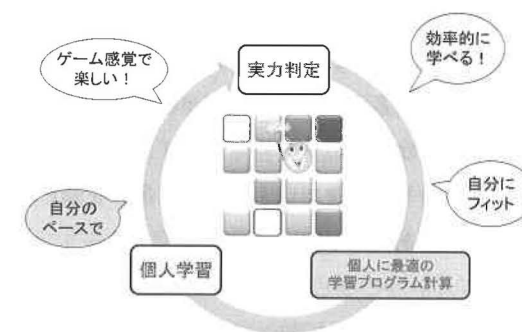 ゲーム感覚で
楽しい！
実力判定
効率的に
学べる！
自分の
ペースで
自分に
フィット
個人学習
個人に最適の
学習プログラム計算